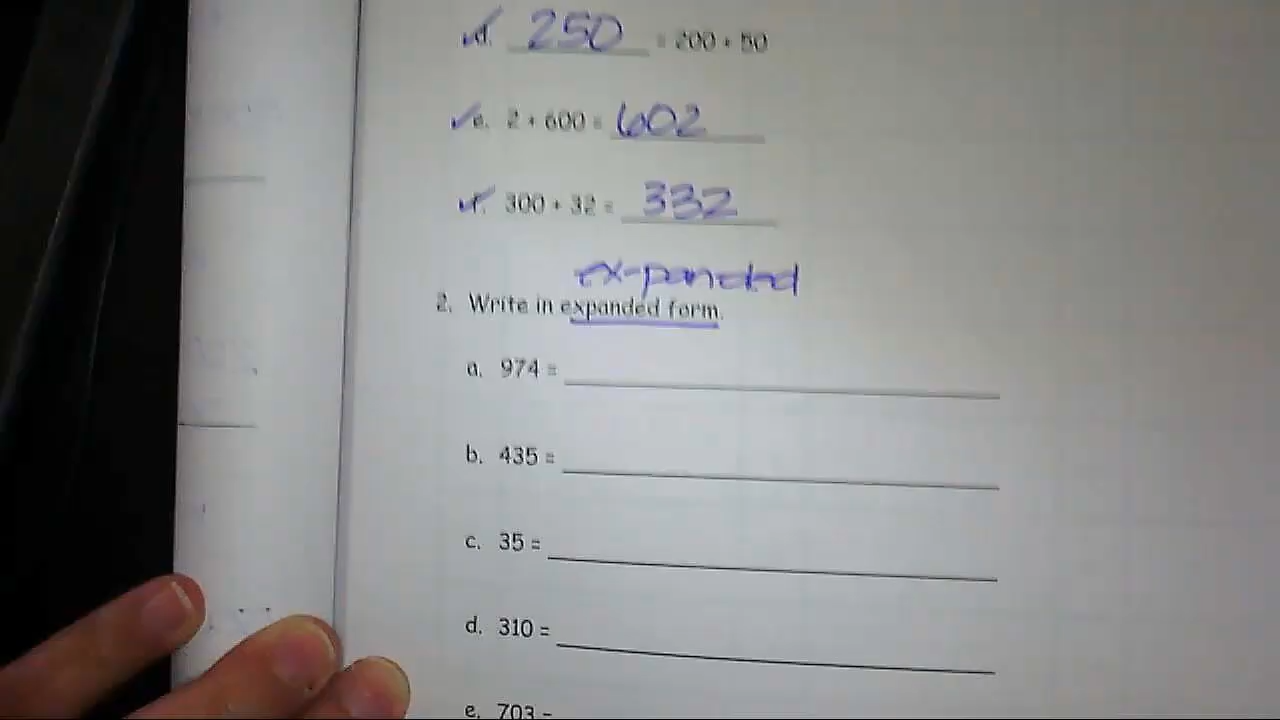 d. 250 = 200 + 50
e. 2 + 600 = 602
f. 300 + 32 = 332
ex-panded
2. Write in expanded form.
a. 974 =
b. 435 =
c. 35 =
d. 310 =
e. 703 =